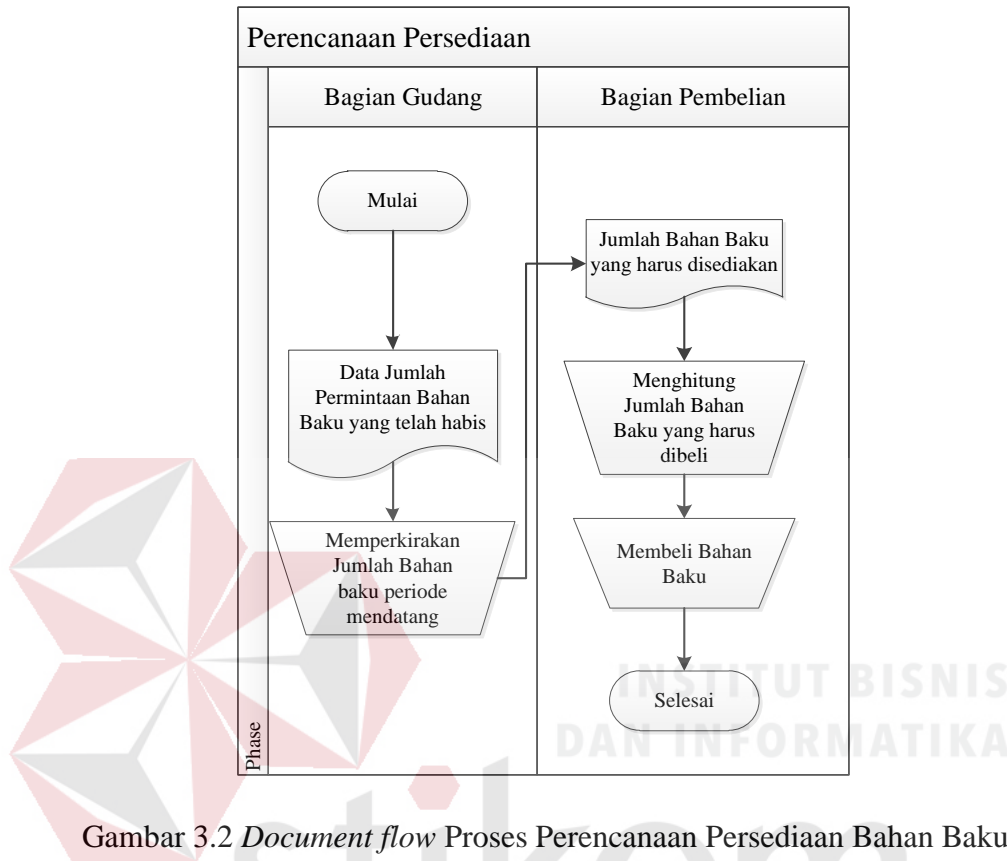 Perencanaan Persediaan
Bagian Gudang
Bagian Pembelian
Phase
Mulai
Data Jumlah
Permintaan Bahan
Baku yang telah habis
Memperkirakan
Jumlah Bahan
baku periode
mendatang
Jumlah Bahan Baku
yang harus disediakan
Menghitung
Jumlah Bahan
Baku yang harus
dibeli
Membeli Bahan
Baku
Selesai
INSTITUT BISNIS
DAN INFORMATIKA
stikom
Gambar 3.2 Document flow Proses Perencanaan Persediaan Bahan Baku